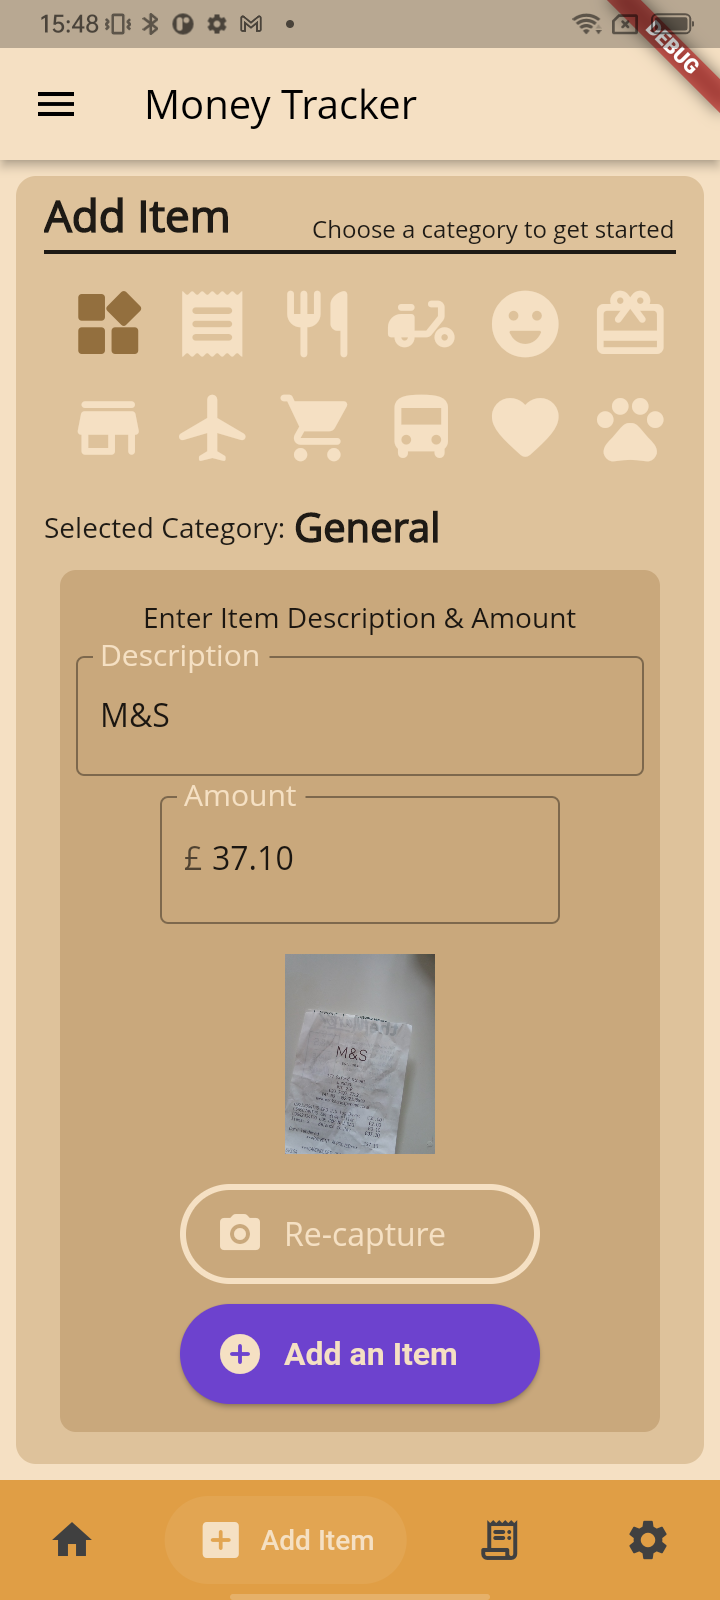 15:48
DEBUG
Money Tracker
Add Item
Choose a category to get started
Selected Category: General
Enter Item Description & Amount
Description
M&S
Amount
£ 37.10
M&S
Re-capture
Add an Item
Add Item